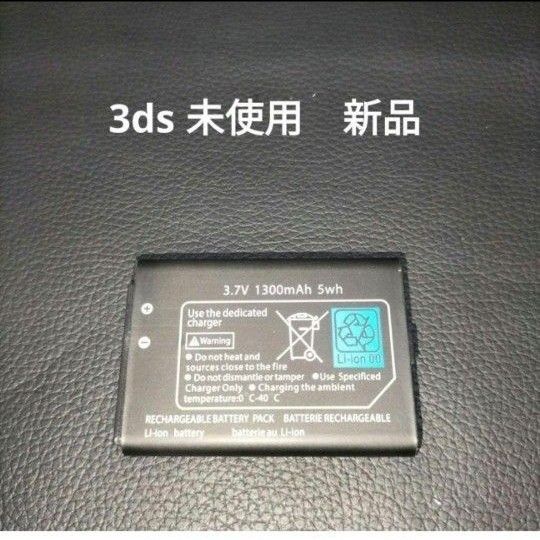 3ds 未使用　新品
3.7V 1300mAh 5wh
Use the dedicated
charger
Warning
Do not heat and
sources close to the fire
Do not dismantle or tamper ● Use Specificed
Charger Only ● Charging the ambient
temperature:0 C-40 C
Li-ion 00
RECHARGEABLE BATTERY PACK BATTERIE RECHARGEABLE
Li-Ion battery batterie au Li-Ion